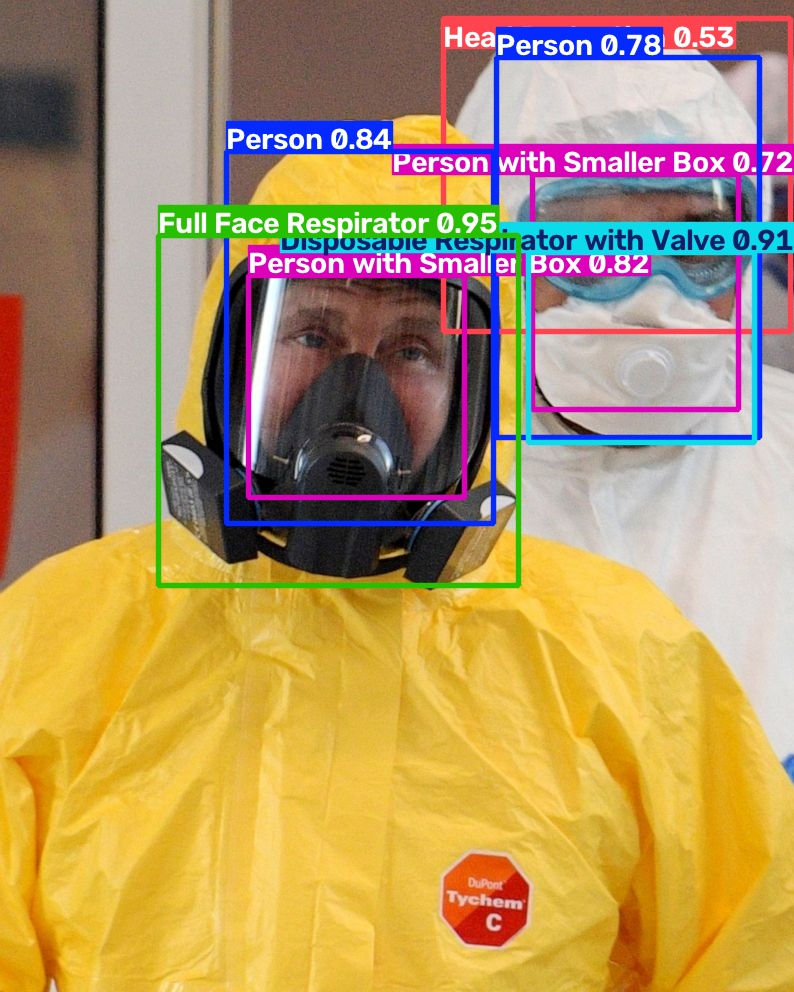 Person 0.78
0.53
Person 0.84
Person with Smaller Box 0.72
Full Face Respirator 0.95
Disposable Respirator with Valve 0.91
Person with Smaller Box 0.82
DuPont
Tychem
C